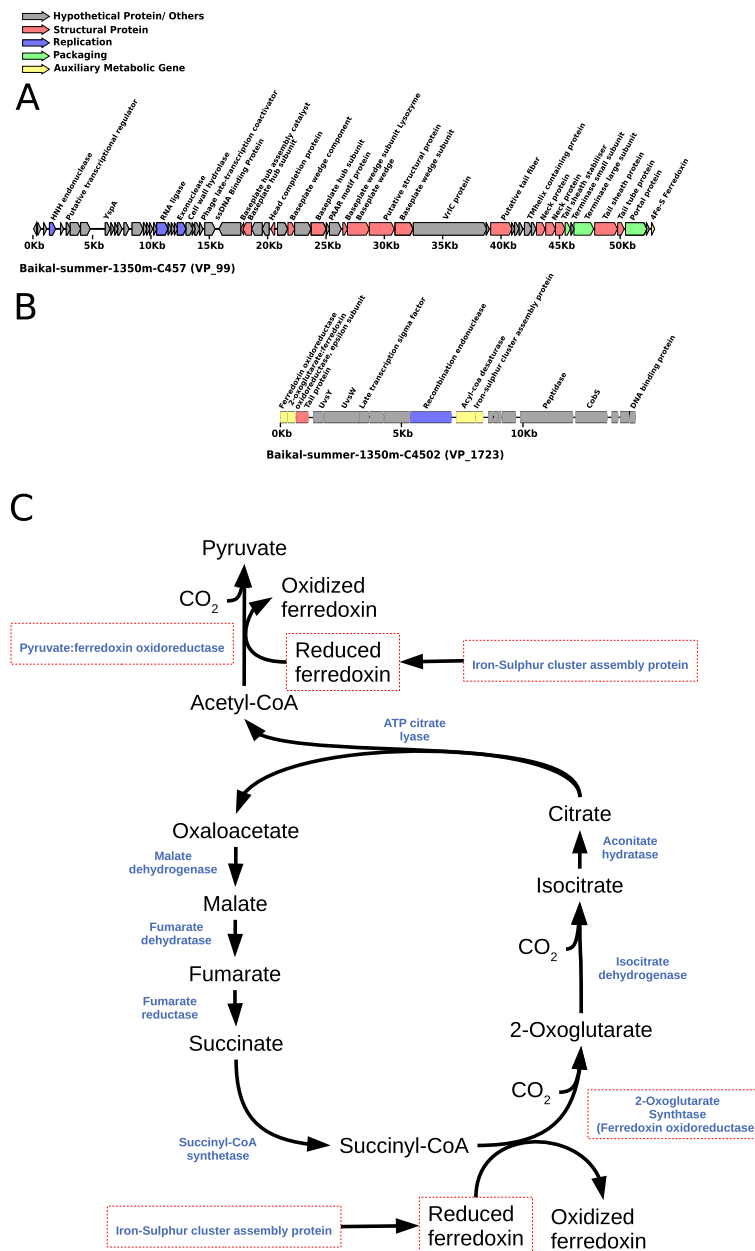 Hypothetical Protein/ Others
Structural Protein
Replication
Packaging
Auxiliary Metabolic Gene
A
HNH endonuclease
Putative transcriptional regulator
YspA
RNA ligase
Exonuclease
Cell wall hydrolase
Phage late-transcription coactivator
ssDNA Binding Protein
Baseplate hub assembly catalyst
Baseplate hub subunit
Head completion protein
Baseplate wedge component
Baseplate hub subunit
PAAR motif protein
Baseplate wedge subunit Lysozyme
Baseplate wedge
Putative structural protein
Baseplate wedge subunit
VrlC protein
Putative tail fiber
TMhelix containing protein
Neck protein
Neck protein
Tail sheath stabiliser
Terminase small subunit
Terminase large subunit
Tail sheath protein
Tail tube protein
Portal protein
4Fe-S Ferredoxin
0Kb 5Kb 10Kb 15Kb 20Kb 25Kb 30Kb 35Kb 40Kb 45Kb 50Kb
Baikal-summer-1350m-C457 (VP_99)
B
Ferredoxin oxidoreductase
2-oxoglutarate:ferredoxin
oxidoreductase, epsilon subunit
Tail protein
UvsY
UvsW
Late transcription sigma factor
Recombination endonuclease
Acyl-coa desaturase
Iron-sulphur cluster assembly protein
Peptidase
CobS
DNA binding protein
0Kb 5Kb 10Kb
Baikal-summer-1350m-C4502 (VP_1723)
C
Pyruvate
CO2
Oxidized
ferredoxin
Pyruvate:ferredoxin oxidoreductase
Reduced
ferredoxin
Iron-Sulphur cluster assembly protein
Acetyl-CoA
ATP citrate
lyase
Citrate
Oxaloacetate
Aconitate
hydratase
Malate
dehydrogenase
Isocitrate
Malate
Fumarate
dehydratase
CO2
Isocitrate
dehydrogenase
Fumarate
Fumarate
reductase
2-Oxoglutarate
Succinate
CO2
2-Oxoglutarate
Synthtase
(Ferredoxin oxidoreductase
Succinyl-CoA
synthetase
Succinyl-CoA
Iron-Sulphur cluster assembly protein
Reduced
ferredoxin
Oxidized
ferredoxin